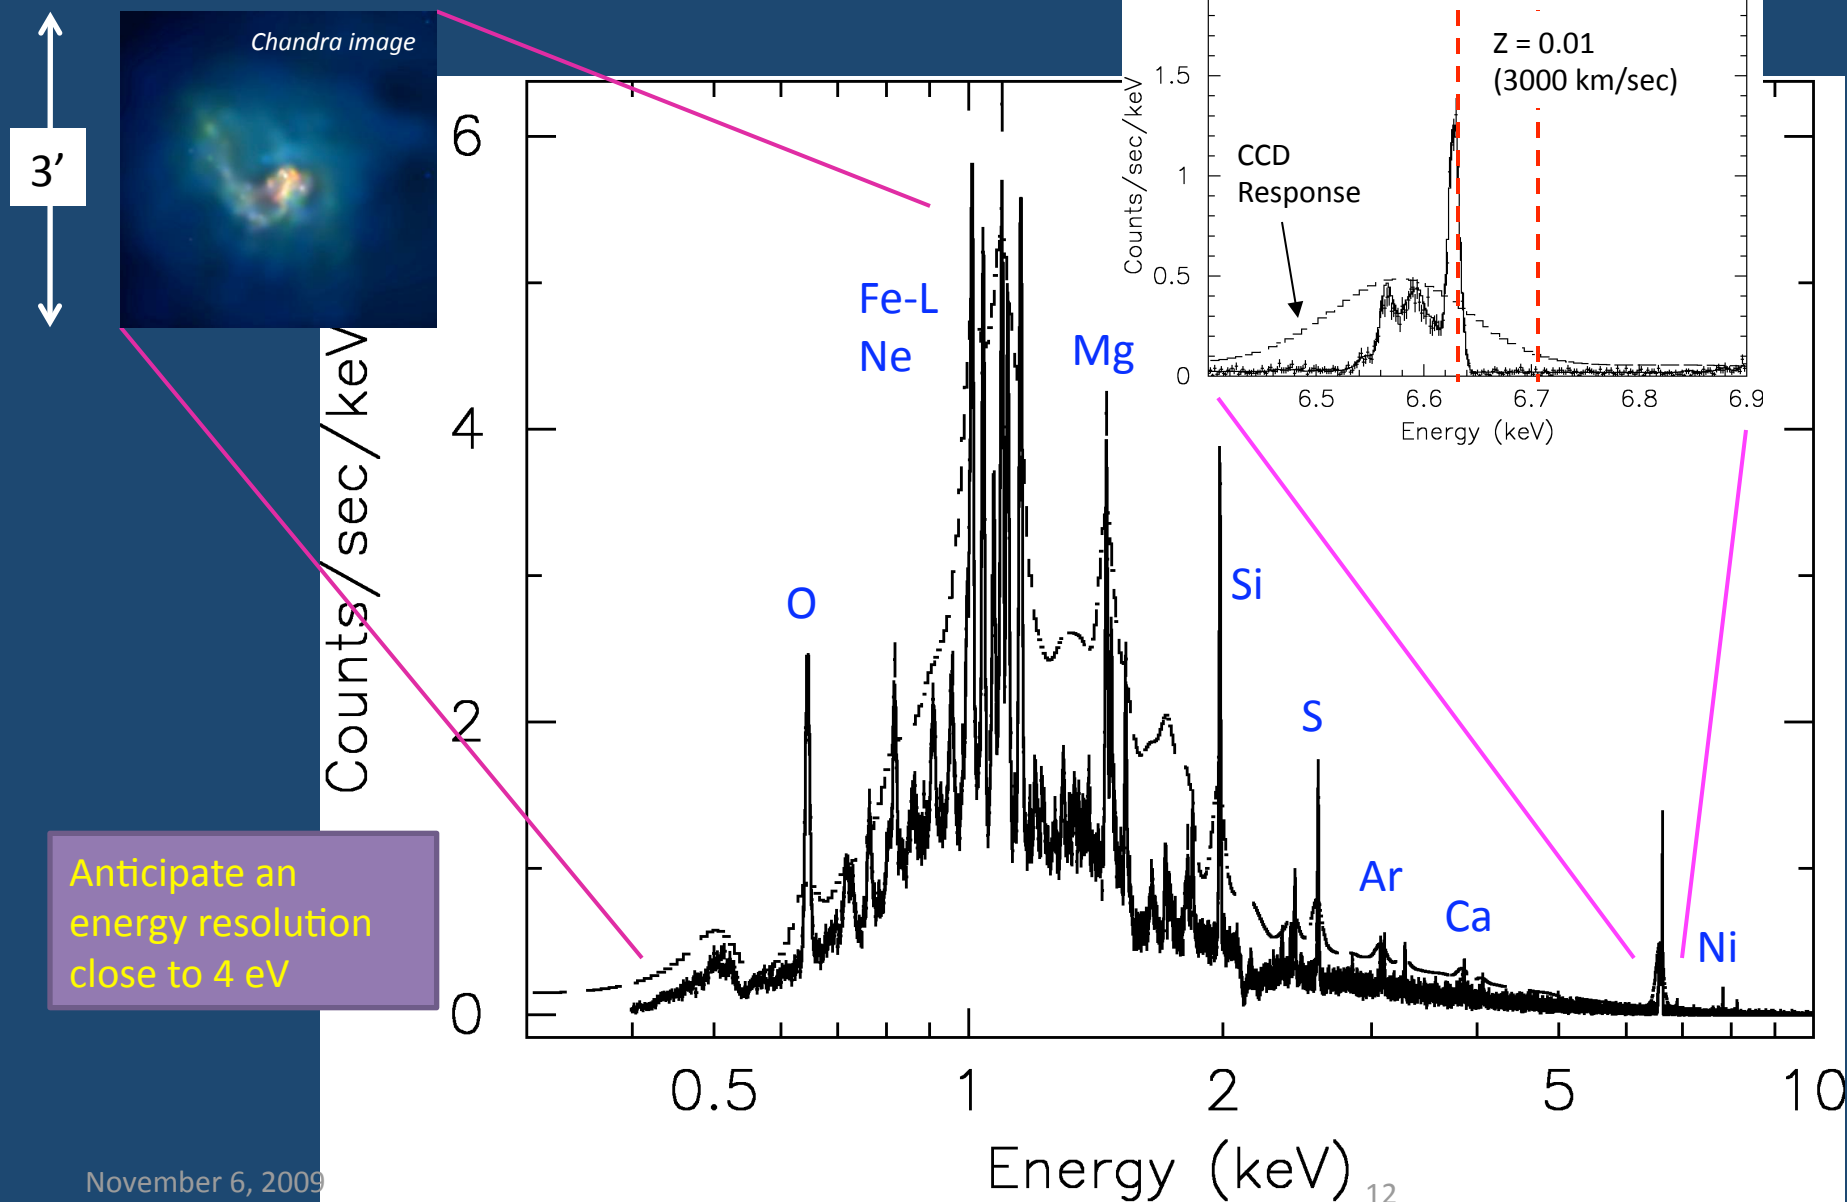 Chandra image
3’
Z = 0.01
(3000 km/sec)
CCD
Response
Counts/sec/keV
1.5
1
0.5
0
6.5 6.6 6.7 6.8 6.9
Energy (keV)
Counts/sec/keV
6
4
2
0
Fe-L
Ne
Mg
O
Si
S
Ar
Ca
Ni
0.5 1 2 5 10
Energy (keV)
Anticipate an
energy resolution
close to 4 eV
November 6, 2009
12